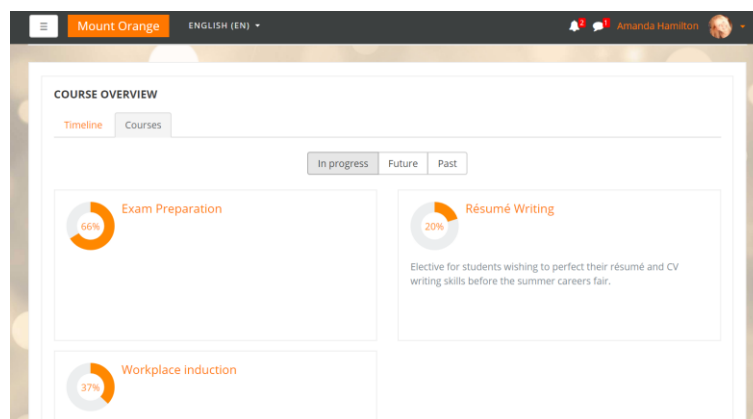 Mount Orange
ENGLISH (EN)
2
1
Amanda Hamilton
COURSE OVERVIEW
Timeline
Courses
In progress
Future
Past
66%
Exam Preparation
20%
Résumé Writing
Elective for students wishing to perfect their résumé and CV
writing skills before the summer careers fair.
37%
Workplace induction